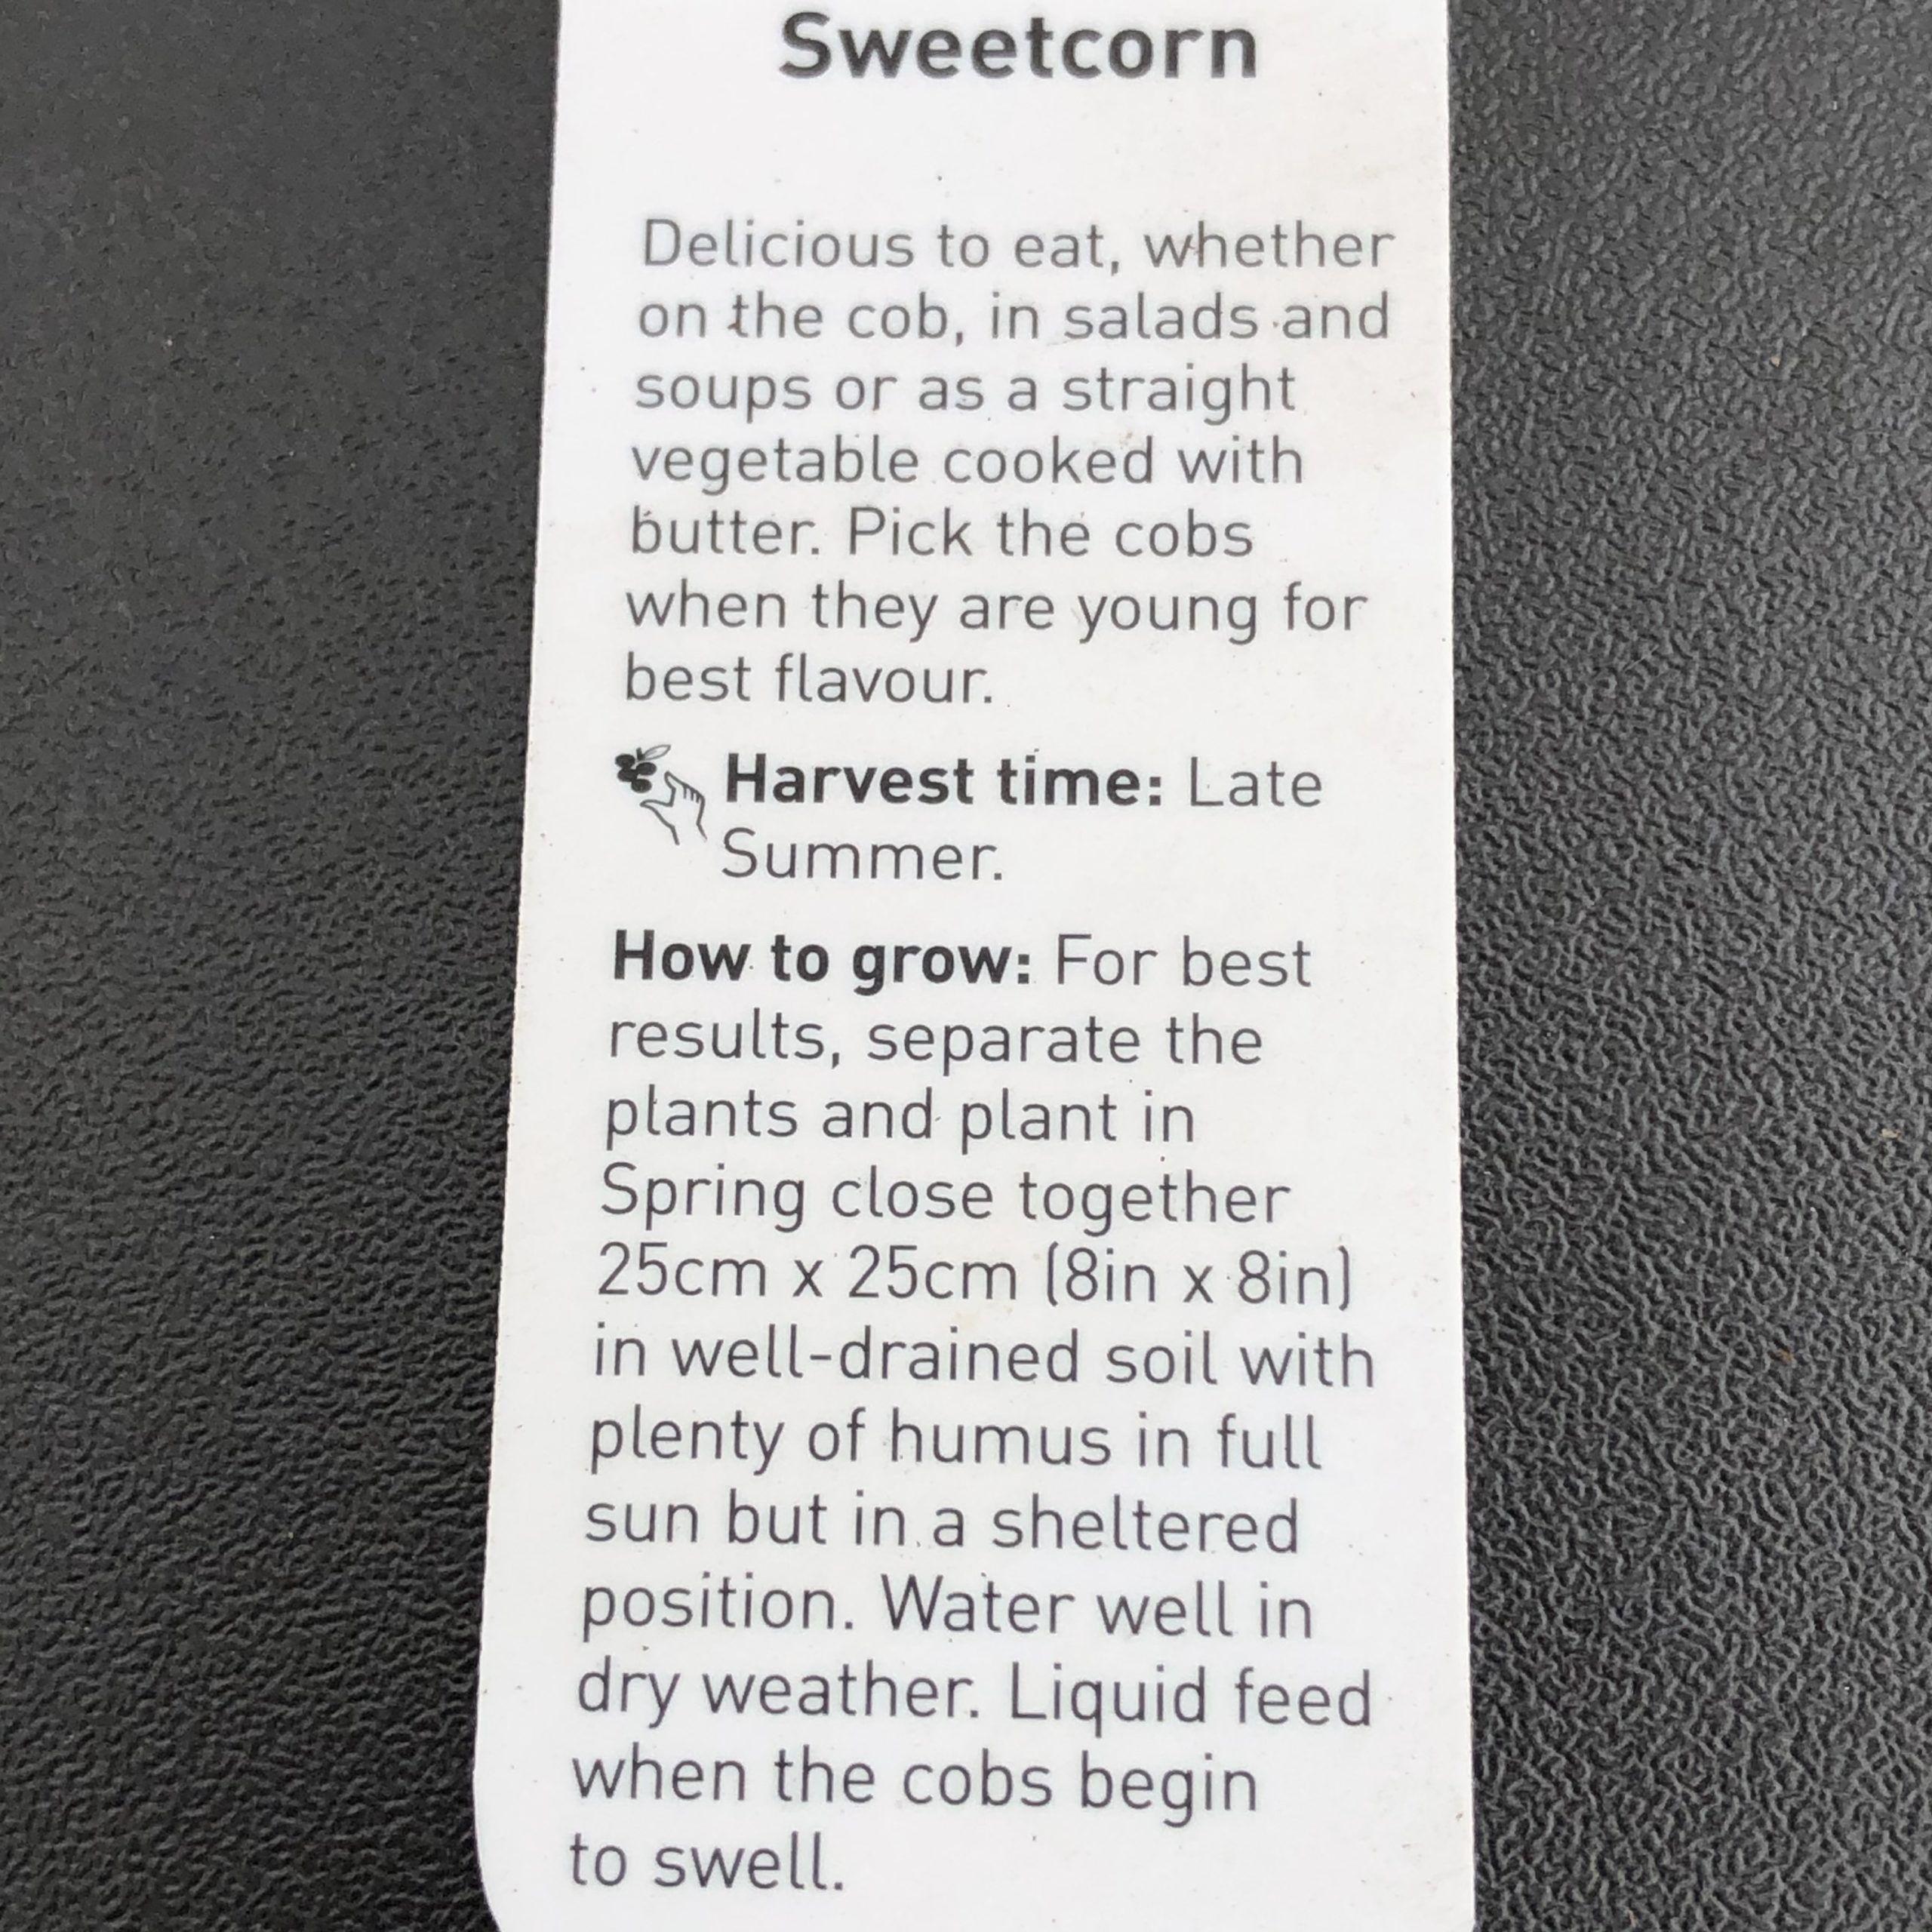 Sweetcorn
Delicious to eat, whether
on the cob, in salads and
soups or as a straight
vegetable cooked with
butter. Pick the cobs
when they are young for
best flavour.
Harvest time: Late
Summer.
How to grow: For best
results, separate the
plants and plant in
Spring close together
25cm x 25cm (8in x 8in)
in well-drained soil with
plenty of humus in full
sun but in a sheltered
position. Water well in
dry weather. Liquid feed
when the cobs begin
to swell.